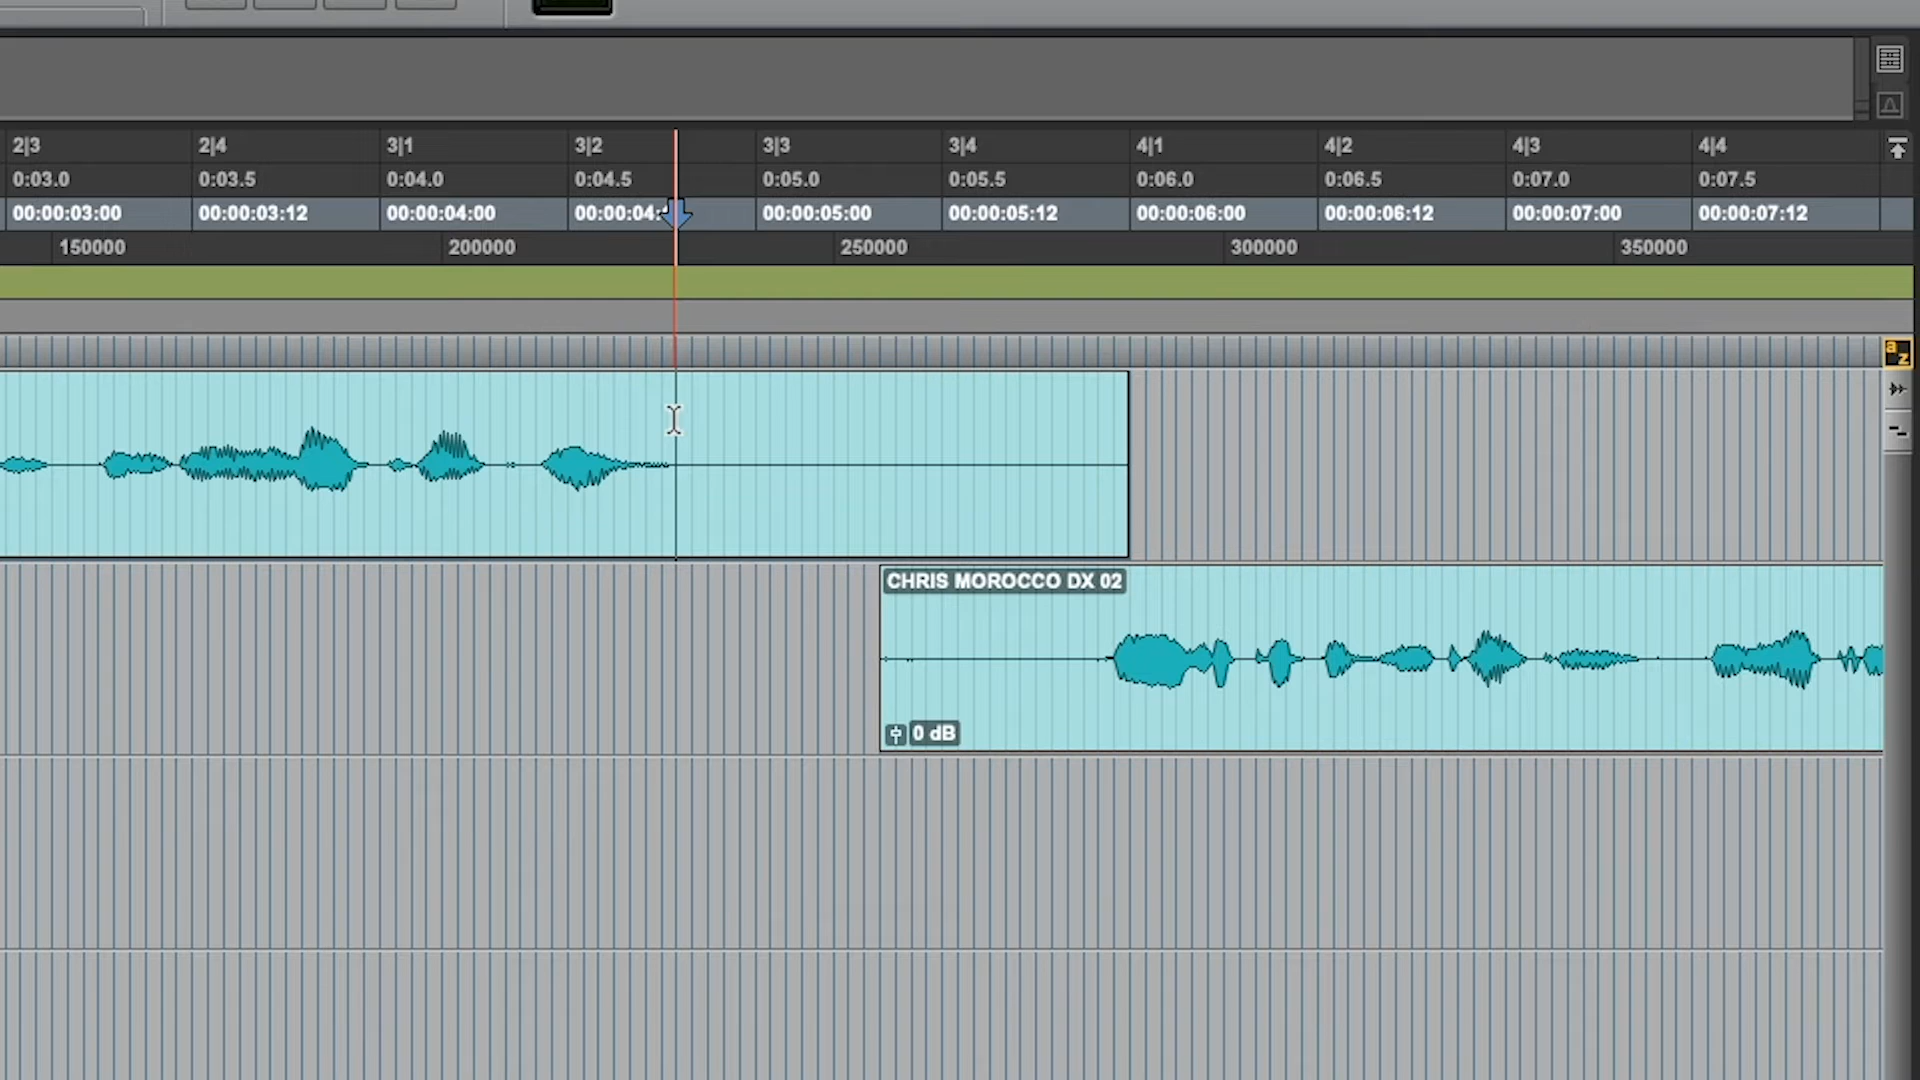 2|3 2|4 3|1 3|2 3|3 3|4 4|1 4|2 4|3 4|4
0:03.0 0:03.5 0:04.0 0:04.5 0:05.0 0:05.5 0:06.0 0:06.5 0:07.0 0:07.5
00:00:03:00 00:00:03:12 00:00:04:00 00:00:04: 00:00:05:00 00:00:05:12 00:00:06:00 00:00:06:12 00:00:07:00 00:00:07:12
150000 200000 250000 300000 350000
a z
CHRIS MOROCCO DX 02
0 dB